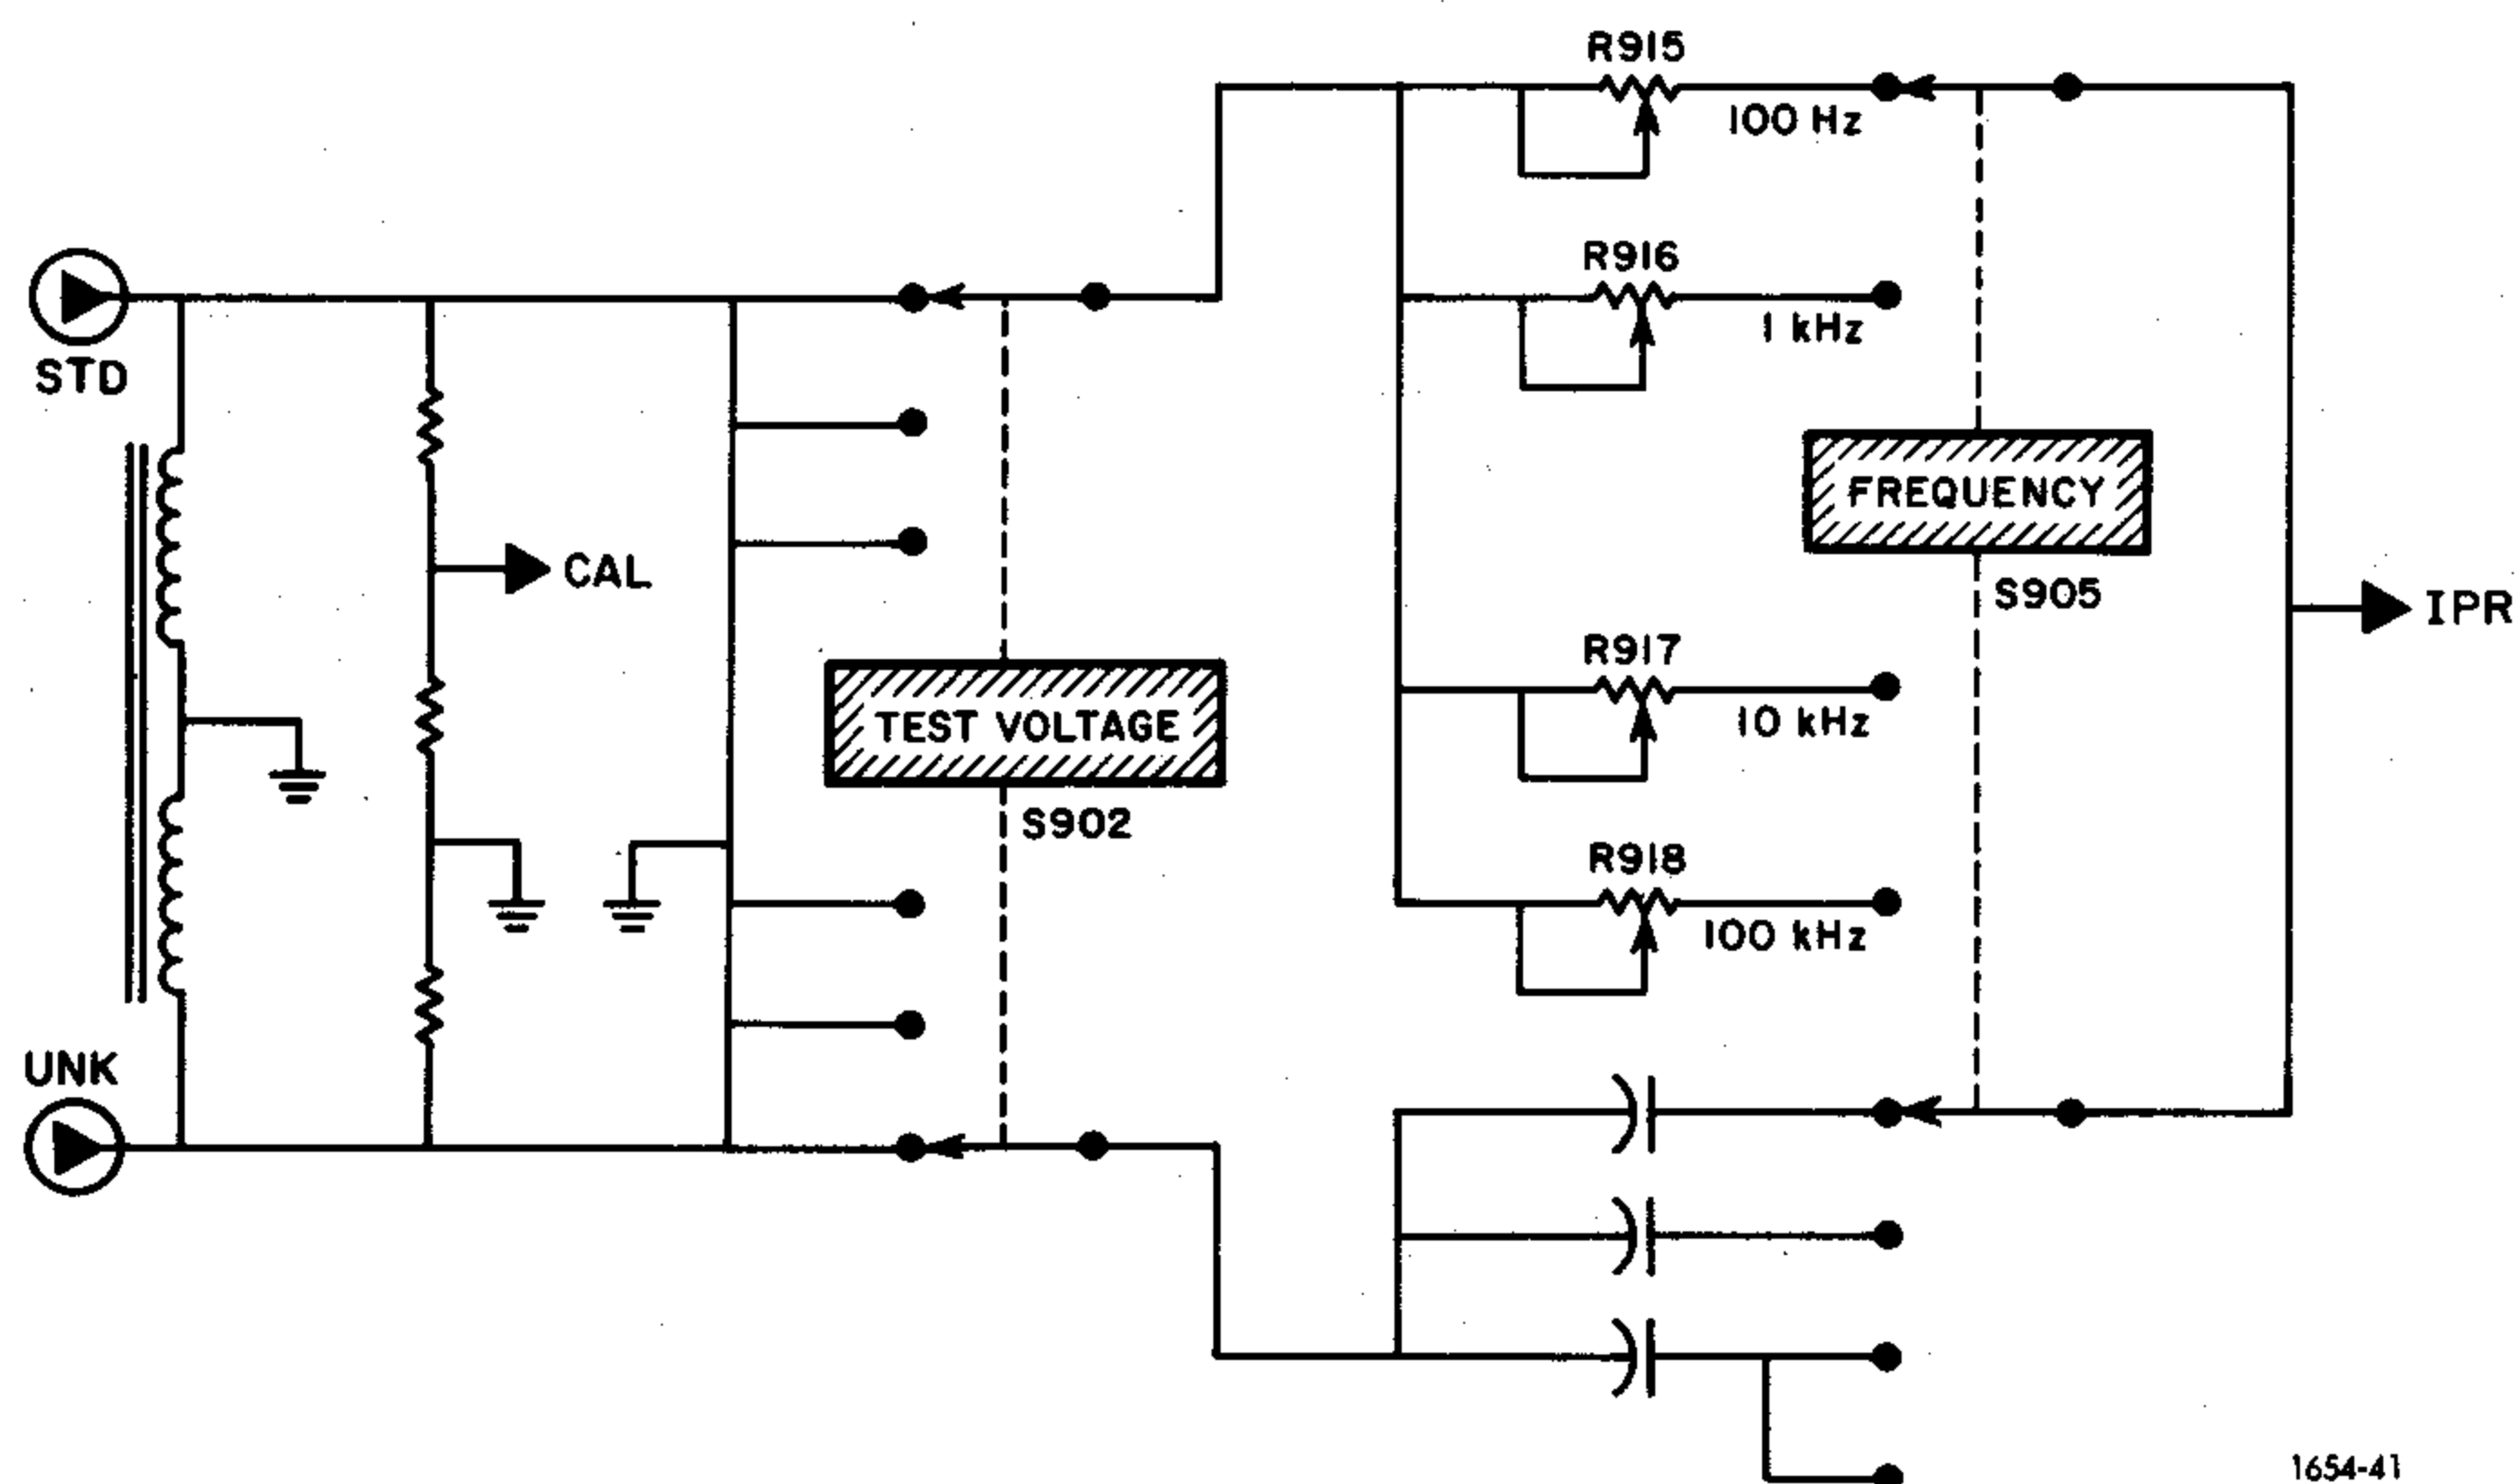 R915
100 Hz
R916
1 kHz
STD
FREQUENCY
S905
CAL
IPR
R917
TEST VOLTAGE
10 kHz
S902
R918
100 kHz
UNK
1654-41